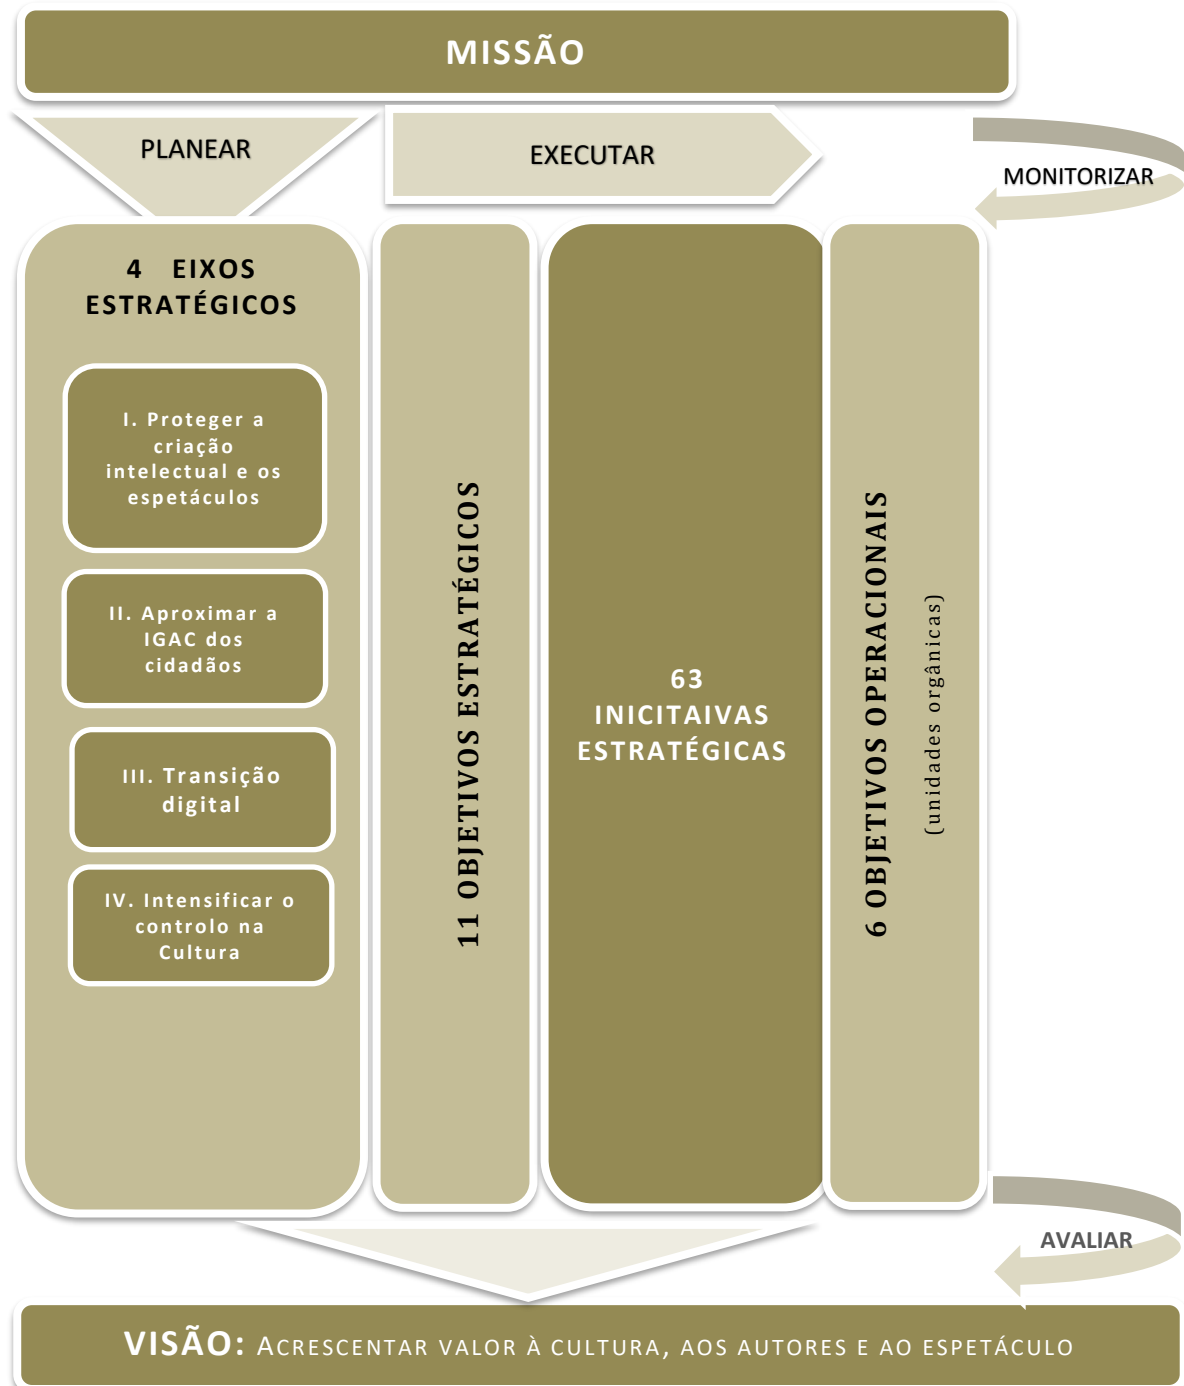 MISSÃO
PLANEAR
EXECUTAR
MONITORIZAR
4 EIXOS
ESTRATÉGICOS
I. Proteger a
criação
intelectual e os
espetáculos
II. Aproximar a
IGAC dos
cidadãos
III. Transição
digital
IV. Intensificar o
controlo na
Cultura
11 OBJETIVOS ESTRATÉGICOS
63
INICITAIVAS
ESTRATÉGICAS
6 OBJETIVOS OPERACIONAIS
(unidades orgânicas)
AVALIAR
VISÃO: ACRESCENTAR VALOR À CULTURA, AOS AUTORES E AO ESPETÁCULO